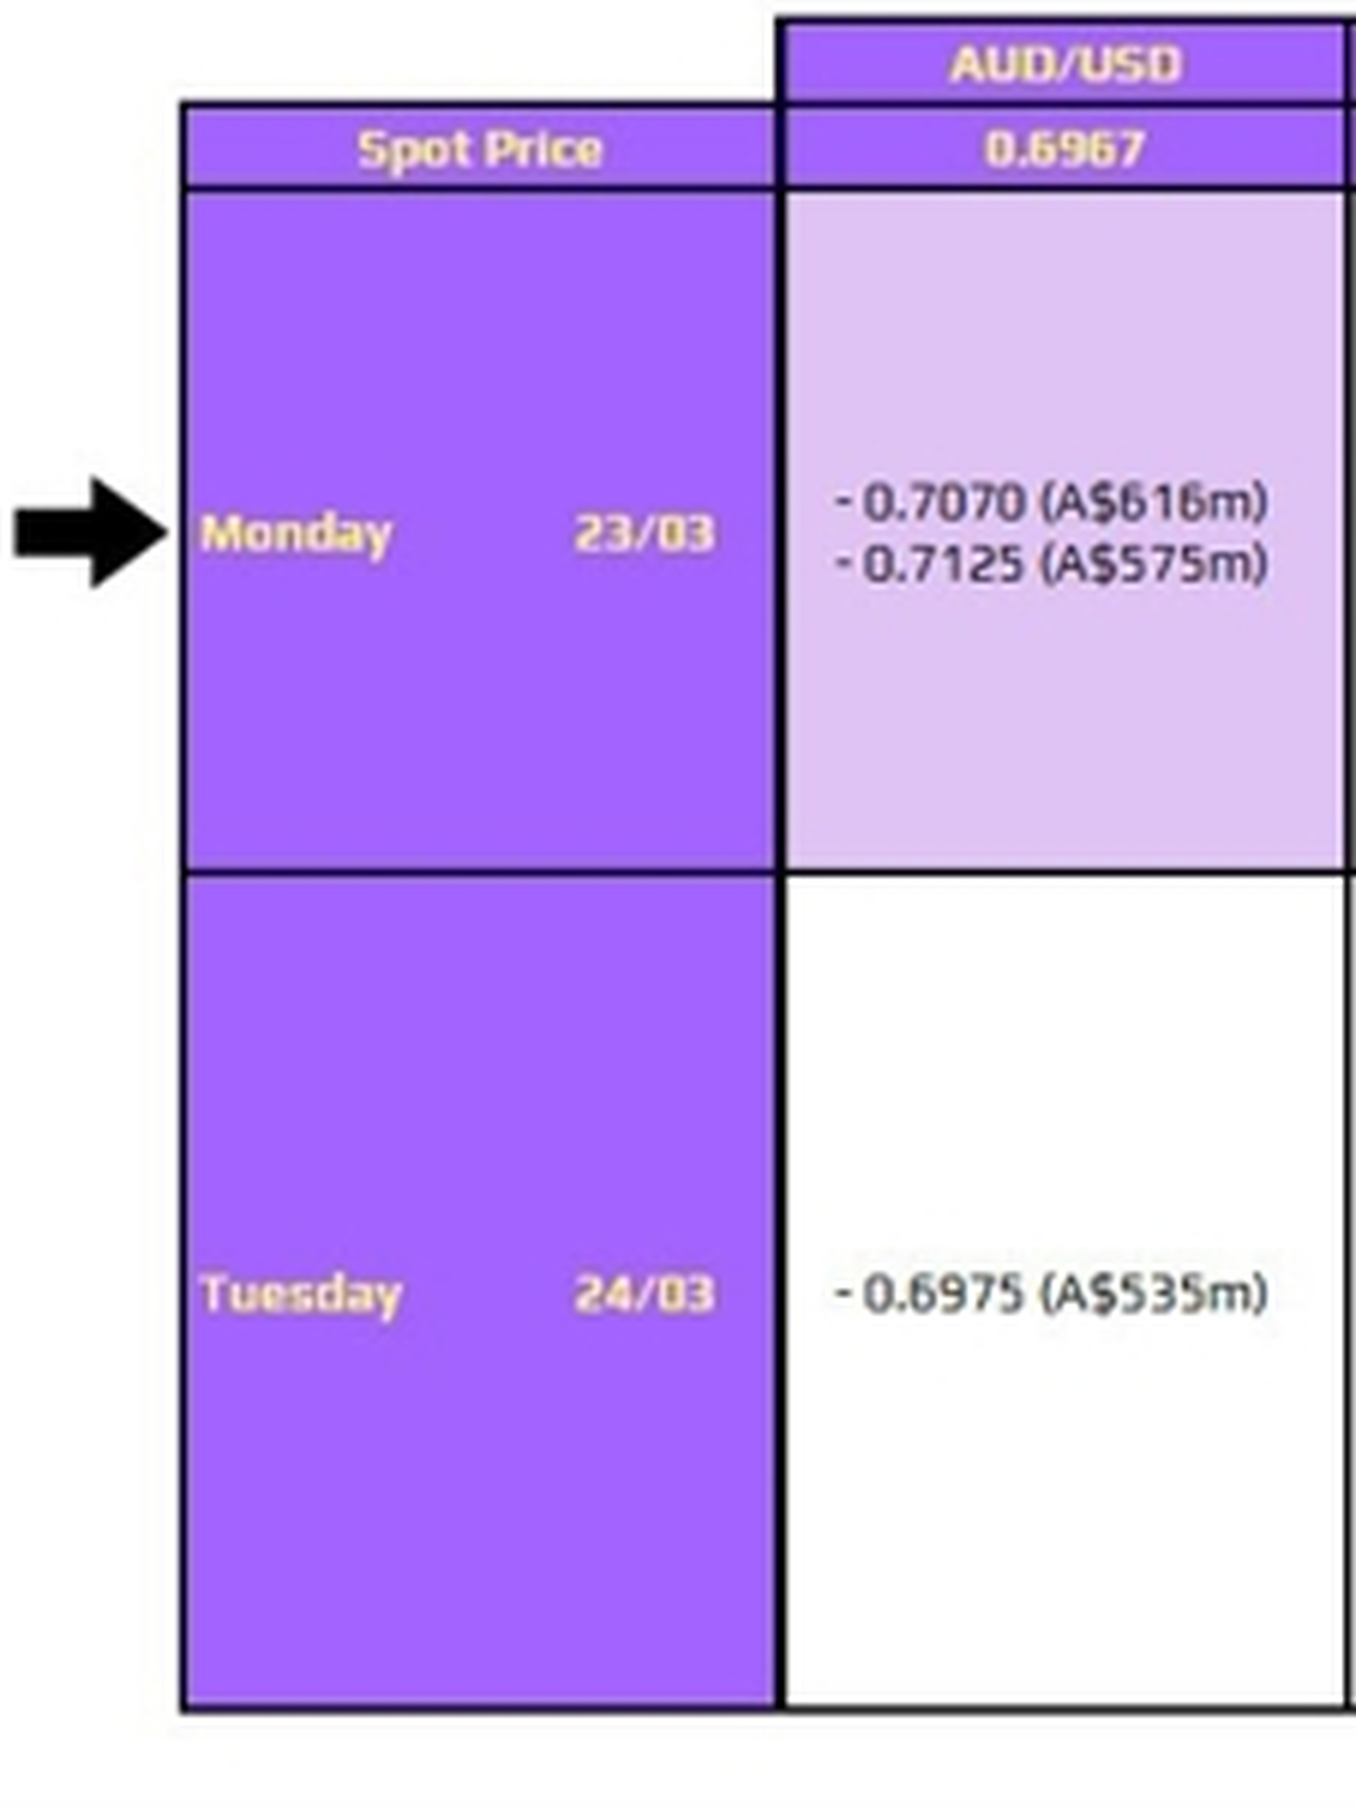 AUD/USD
Spot Price 0.6967
Monday 23/03
- 0.7070 (A$616m)
- 0.7125 (A$575m)
Tuesday 24/03 - 0.6975 (A$535m)